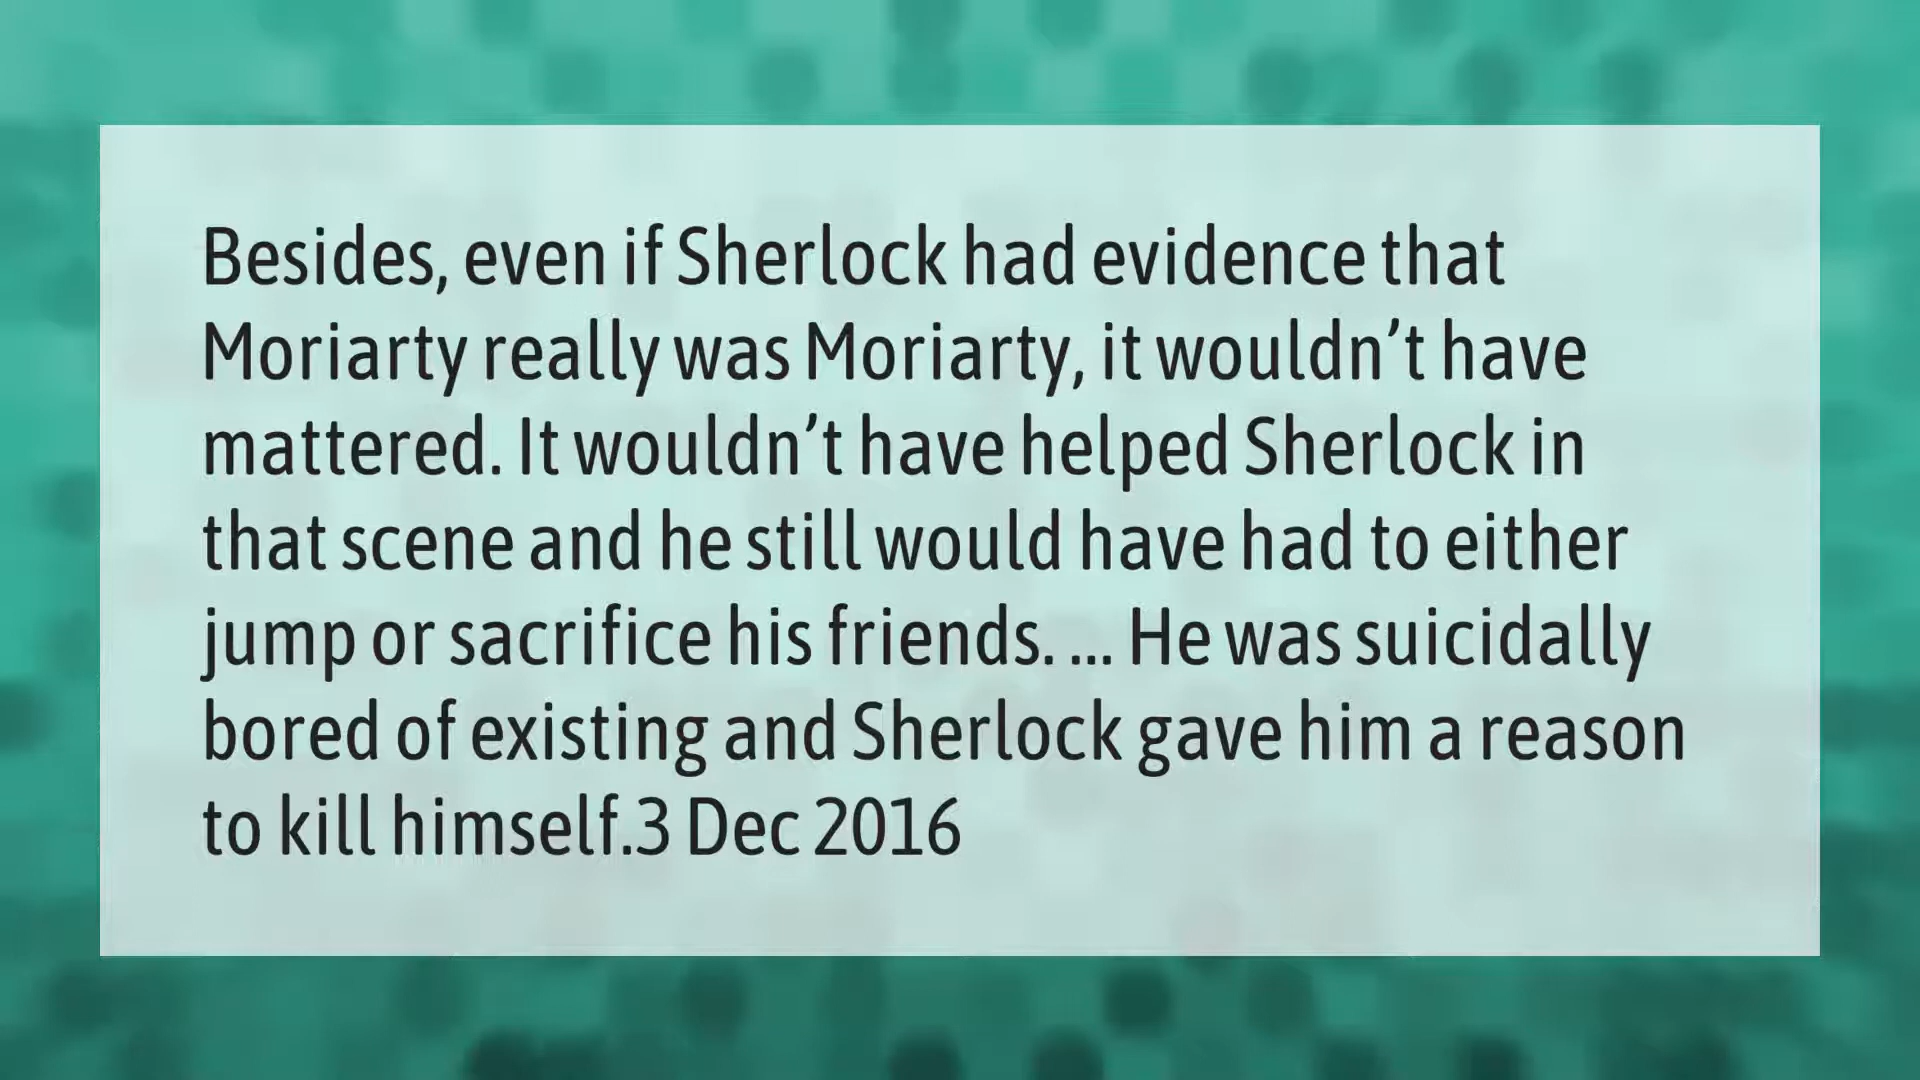 Besides, even if Sherlock had evidence that
Moriarty really was Moriarty, it wouldn’t have
mattered. It wouldn’t have helped Sherlock in
that scene and he still would have had to either
jump or sacrifice his friends. ... He was suicidally
bored of existing and Sherlock gave him a reason
to kill himself.3 Dec 2016